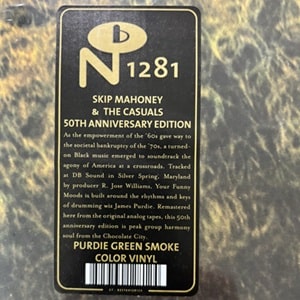 N 1281
SKIP MAHONEY
& THE CASUALS
50TH ANNIVERSARY EDITION
As the empowerment of the '60s gave way to
the societal bankruptcy of the '70s, a turned-
on Black music emerged to soundtrack the
agony of America at a crossroads. Tracked
at DB Sound in Silver Spring, Maryland
by producer R. Jose Williams, Your Funny
Moods is built around the rhythms and keys
of drumming wiz James Purdie. Remastered
here from the original analog tapes, this 50th
anniversary edition is peak group harmony
soul from the Chocolate City.
PURDIE GREEN SMOKE
COLOR VINYL